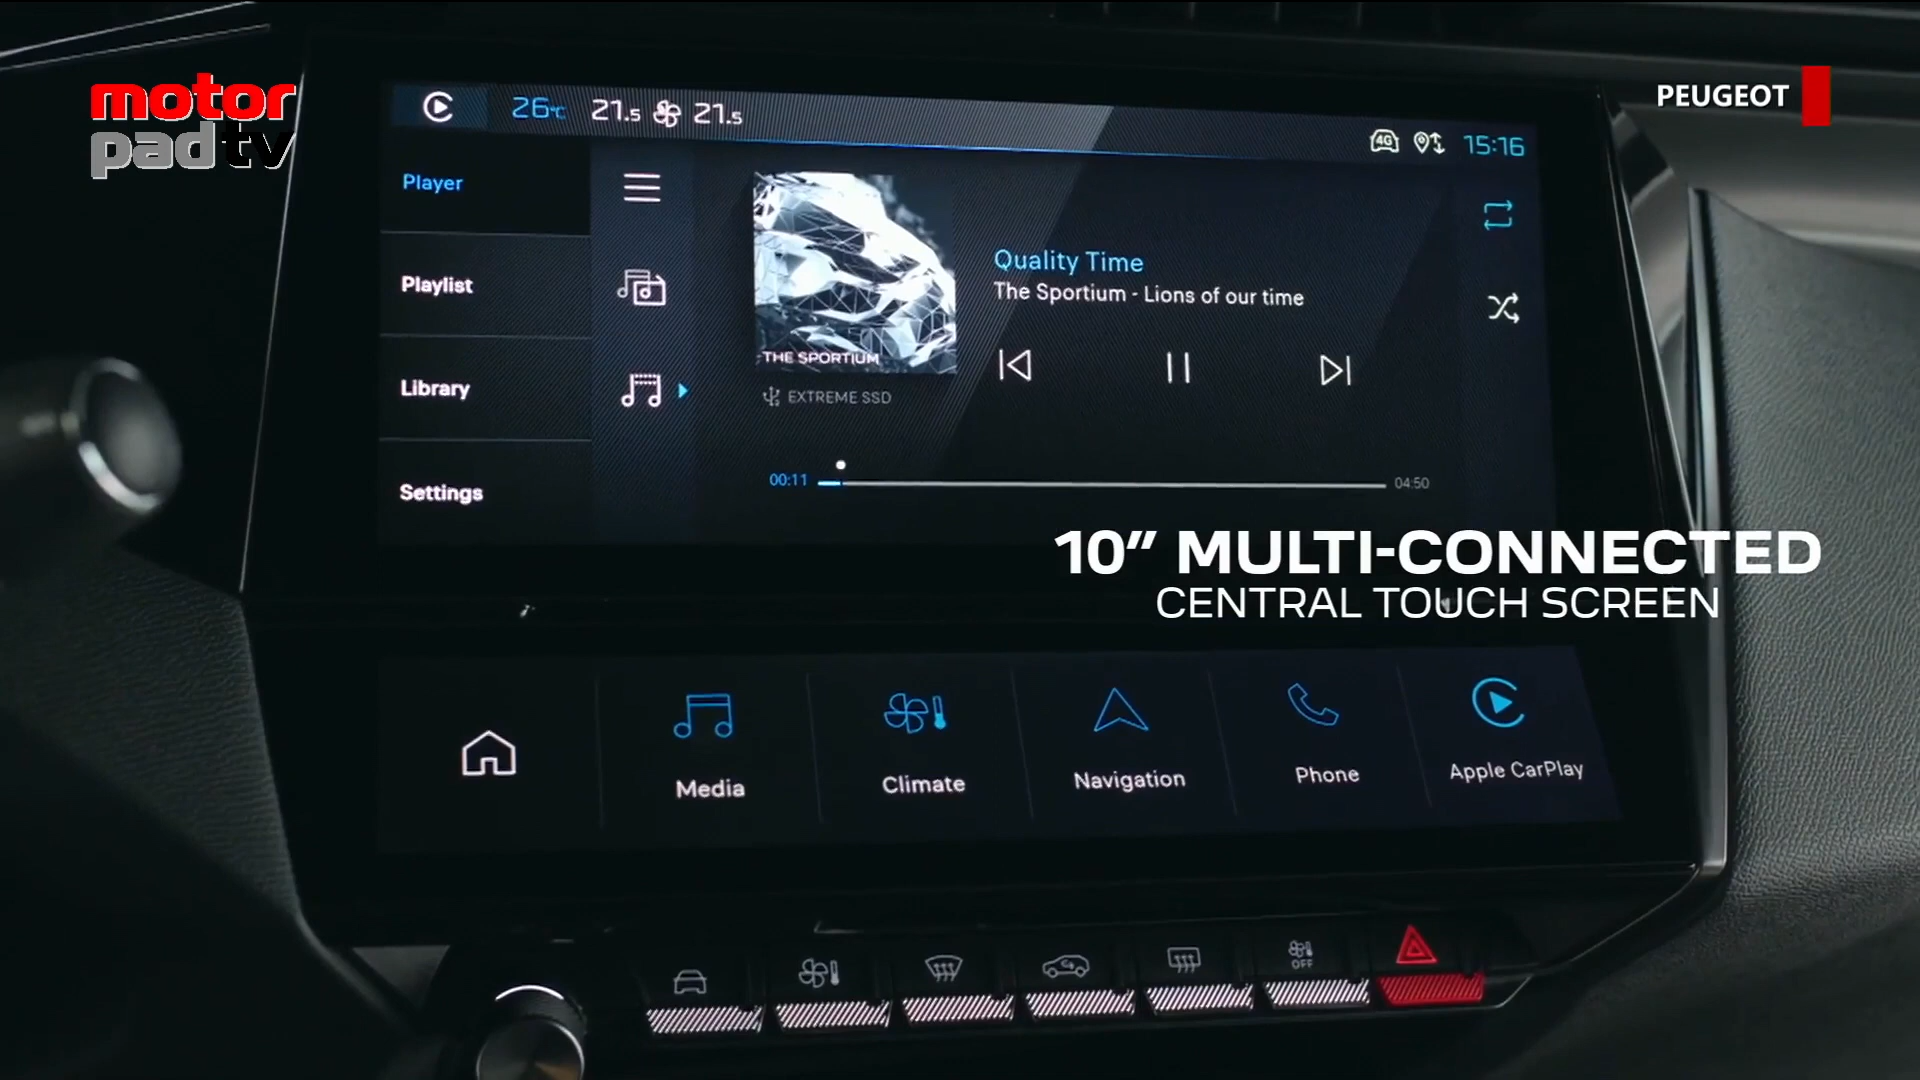 motor
padtv
PEUGEOT
26°C 21.5 21.5
4G 15:16
Player
Playlist
Library
Settings
THE SPORTIUM
EXTREME SSD
Quality Time
The Sportium - Lions of our time
00:11 04:50
10” MULTI-CONNECTED
CENTRAL TOUCH SCREEN
Media
Climate
Navigation
Phone
Apple CarPlay
OFF